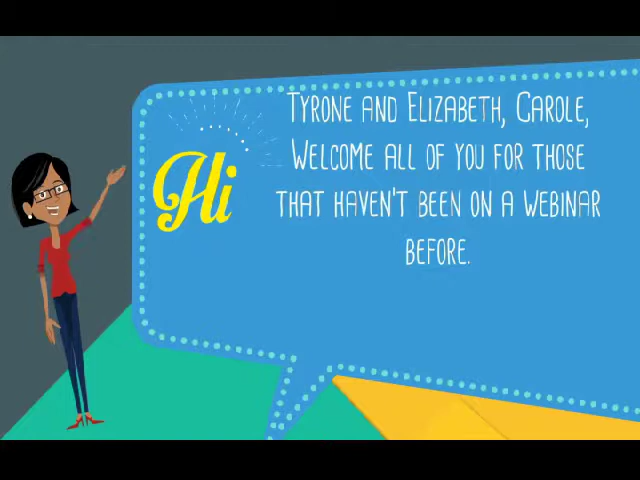 Hi
Tyrone and Elizabeth, Carole,
Welcome all of you for those
that haven't been on a webinar
before.